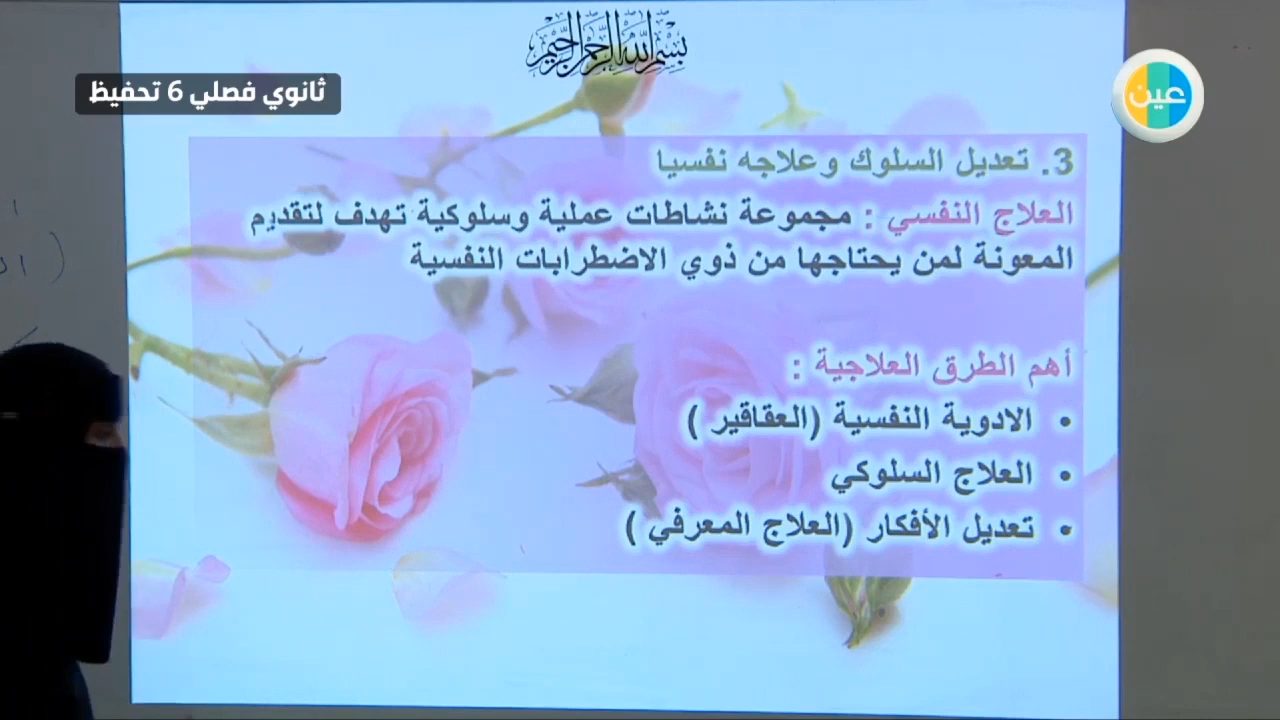 بسم الله الرحمن الرحيم
ثانوي فصلي 6 تحفيظ
عين
3. تعديل السلوك وعلاجه نفسيا
العلاج النفسي : مجموعة نشاطات عملية وسلوكية تهدف لتقديم
المعونة لمن يحتاجها من ذوي الاضطرابات النفسية
أهم الطرق العلاجية :
• الادوية النفسية (العقاقير )
• العلاج السلوكي
• تعديل الأفكار (العلاج المعرفي )